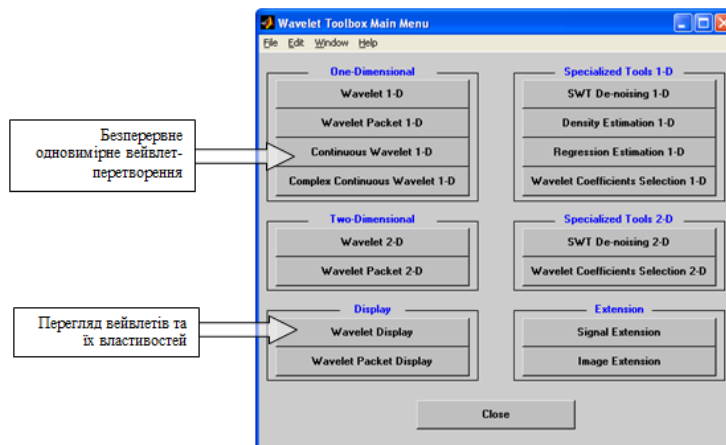 Wavelet Toolbox Main Menu
File Edit Window Help
One-Dimensional
Wavelet 1-D
Wavelet Packet 1-D
Continuous Wavelet 1-D
Complex Continuous Wavelet 1-D
Specialized Tools 1-D
SWT De-noising 1-D
Density Estimation 1-D
Regression Estimation 1-D
Wavelet Coefficients Selection 1-D
Безперервне
одновимірне вейвлет-
перетворення
Two-Dimensional
Wavelet 2-D
Wavelet Packet 2-D
Specialized Tools 2-D
SWT De-noising 2-D
Wavelet Coefficients Selection 2-D
Перегляд вейвлетів та
їх властивостей
Display
Wavelet Display
Wavelet Packet Display
Extension
Signal Extension
Image Extension
Close